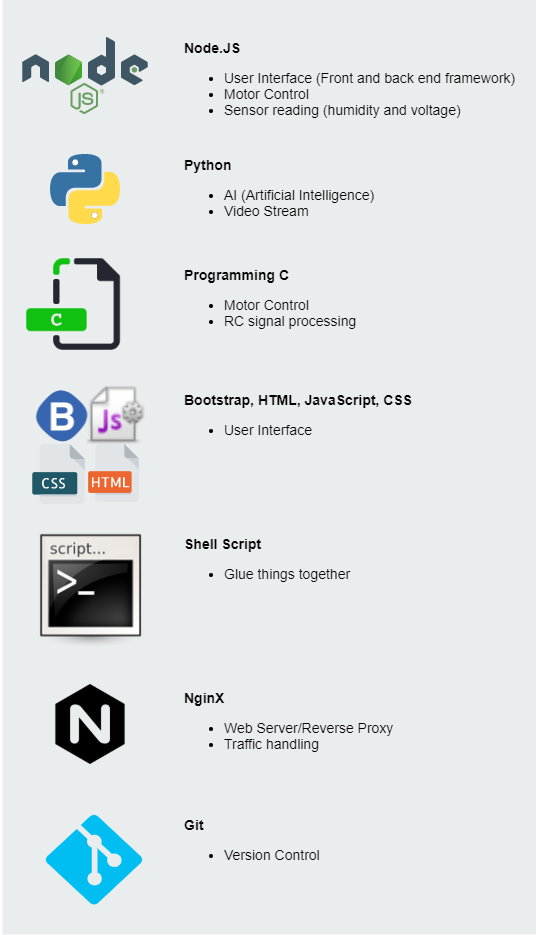 node
JS
Node.JS
User Interface (Front and back end framework)
Motor Control
Sensor reading (humidity and voltage)
Python
AI (Artificial Intelligence)
Video Stream
C
Programming C
Motor Control
RC signal processing
B
Js
CSS
HTML
Bootstrap, HTML, JavaScript, CSS
User Interface
script...
>_
Shell Script
Glue things together
N
NginX
Web Server/Reverse Proxy
Traffic handling
Git
Version Control